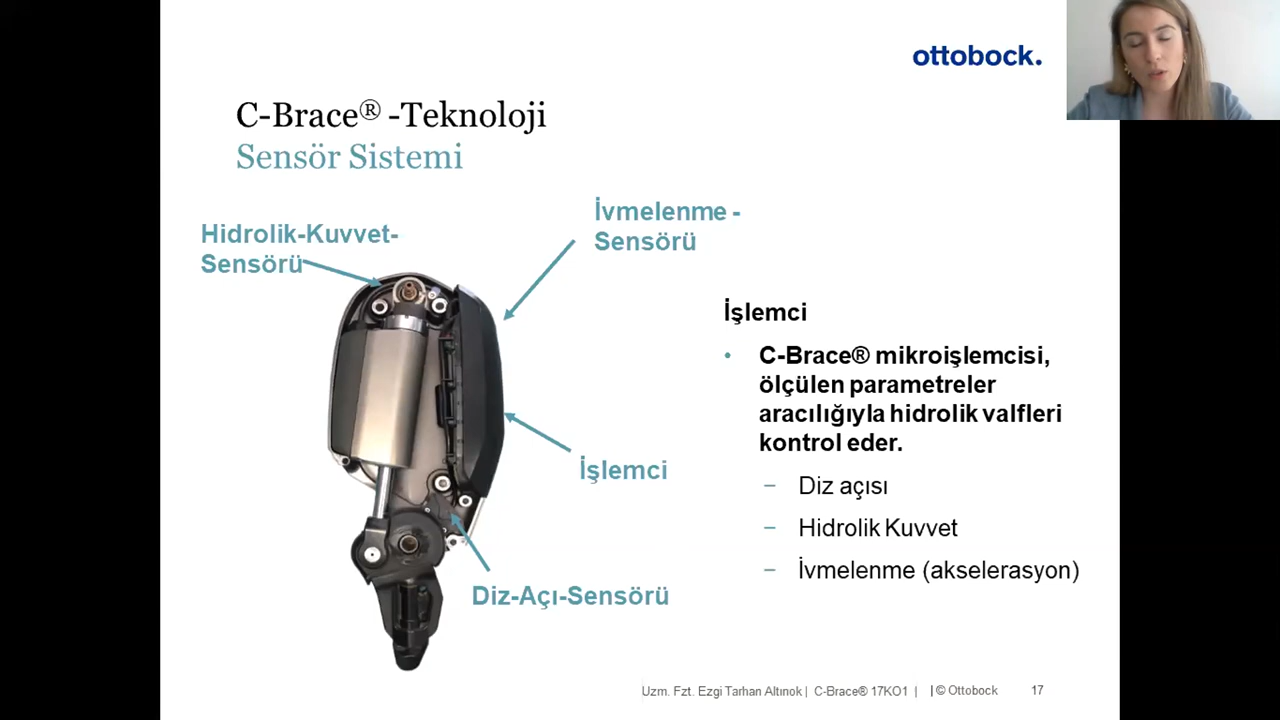 ottobock.
C-Brace® -Teknoloji
Sensör Sistemi
Hidrolik-Kuvvet-
Sensörü
İvmelenme -
Sensörü
İşlemci
Diz-Açı-Sensörü
İşlemci
• C-Brace® mikroişlemcisi,
ölçülen parametreler
aracılığıyla hidrolik valfleri
kontrol eder.
– Diz açısı
– Hidrolik Kuvvet
– İvmelenme (akselerasyon)
Uzm. Fzt. Ezgi Tarhan Altınok | C-Brace® 17KO1 | | © Ottobock 17